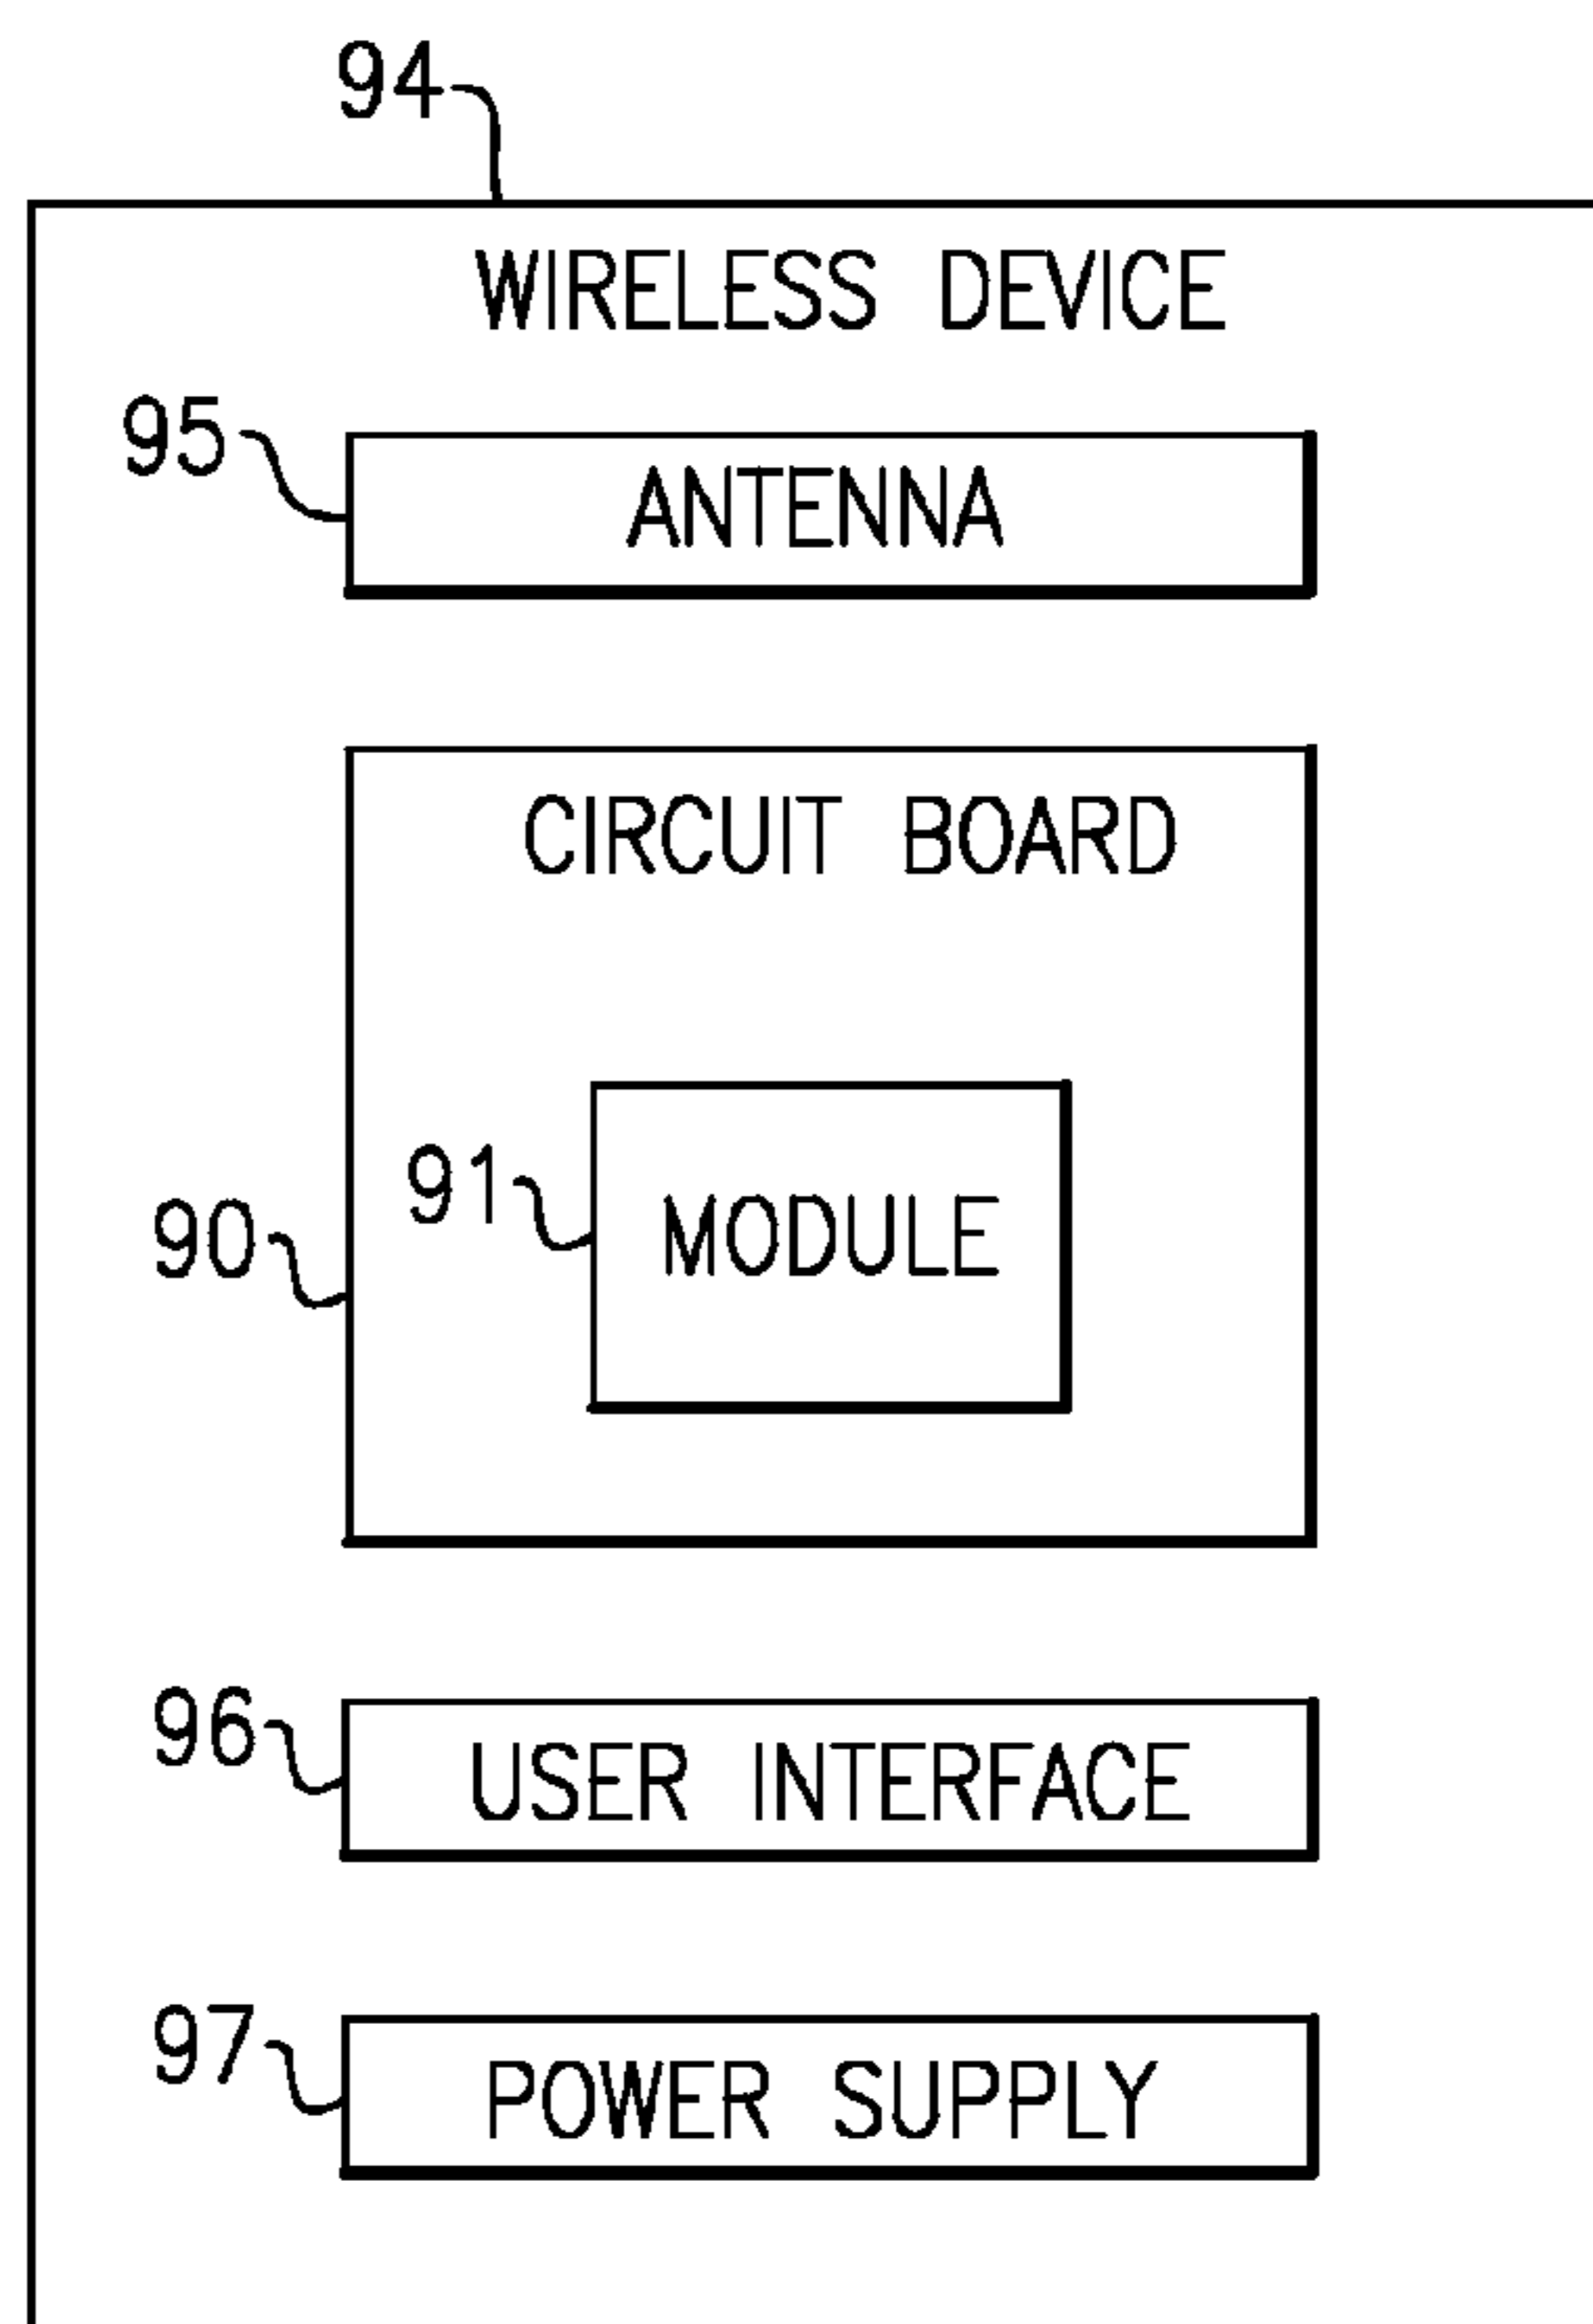 94
WIRELESS DEVICE
95
ANTENNA
CIRCUIT BOARD
91
MODULE
90
96
USER INTERFACE
97
POWER SUPPLY